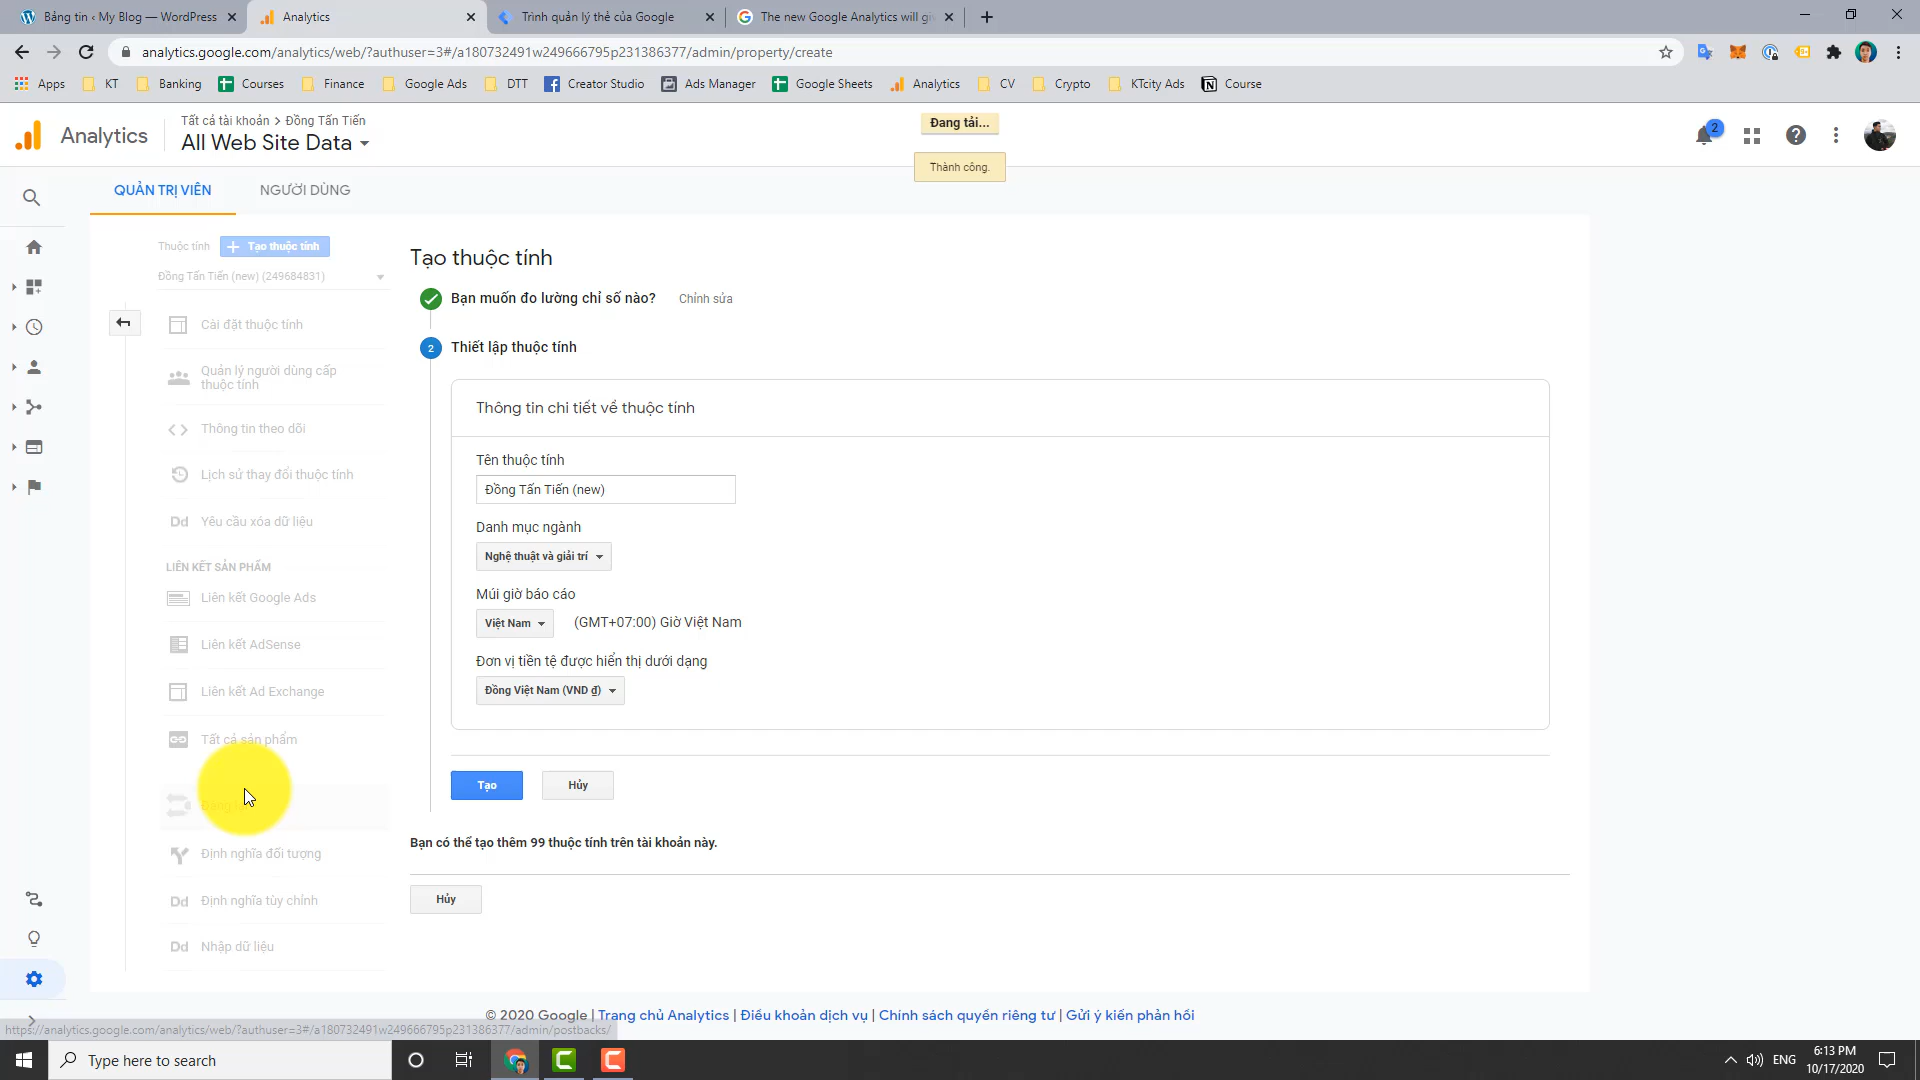 Bảng tin ‹ My Blog — WordPress
Analytics
Trình quản lý thẻ của Google
The new Google Analytics will gi
analytics.google.com/analytics/web/?authuser=3#/a180732491w249666795p231386377/admin/property/create
Apps
KT
Banking
Courses
Finance
Google Ads
DTT
Creator Studio
Ads Manager
Google Sheets
Analytics
CV
Crypto
KTcity Ads
Course
Analytics
Tất cả tài khoản > Đồng Tấn Tiến
All Web Site Data
Đang tải...
Thành công.
2
QUẢN TRỊ VIÊN
NGƯỜI DÙNG
Thuộc tính
Tạo thuộc tính
Đồng Tấn Tiến (new) (249684831)
Cài đặt thuộc tính
Quản lý người dùng cấp
thuộc tính
Thông tin theo dõi
Lịch sử thay đổi thuộc tính
Dd Yêu cầu xóa dữ liệu
LIÊN KẾT SẢN PHẨM
Liên kết Google Ads
Liên kết AdSense
Liên kết Ad Exchange
Tất cả sản phẩm
Định nghĩa đối tượng
Dd Định nghĩa tùy chỉnh
Dd Nhập dữ liệu
Tạo thuộc tính
Bạn muốn đo lường chỉ số nào?
Chỉnh sửa
2
Thiết lập thuộc tính
Thông tin chi tiết về thuộc tính
Tên thuộc tính
Đồng Tấn Tiến (new)
Danh mục ngành
Nghệ thuật và giải trí
Múi giờ báo cáo
Việt Nam
(GMT+07:00) Giờ Việt Nam
Đơn vị tiền tệ được hiển thị dưới dạng
Đồng Việt Nam (VND ₫)
Tạo
Hủy
Bạn có thể tạo thêm 99 thuộc tính trên tài khoản này.
Hủy
© 2020 Google | Trang chủ Analytics | Điều khoản dịch vụ | Chính sách quyền riêng tư | Gửi ý kiến phản hồi
https://analytics.google.com/analytics/web/?authuser=3#/a180732491w249666795p231386377/admin/postbacks/
Type here to search
ENG
6:13 PM
10/17/2020